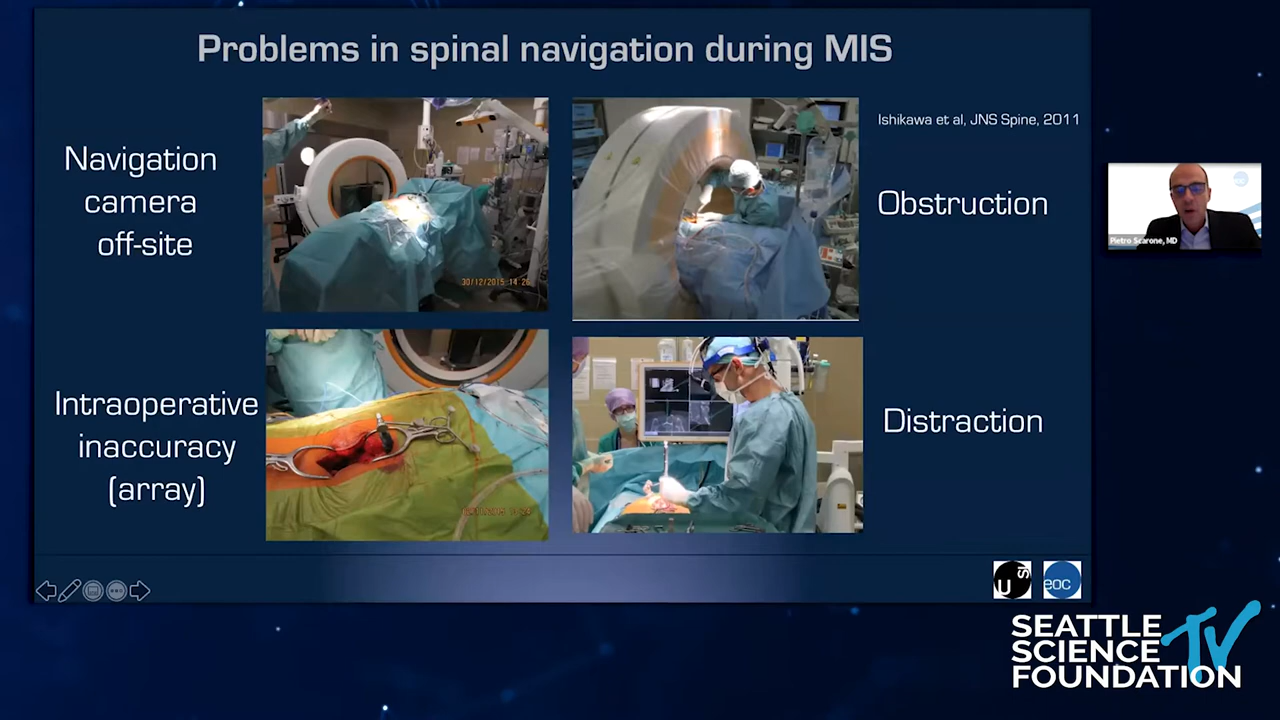 Problems in spinal navigation during MIS
Navigation
camera
off-site
30/12/2015 14:26
Ishikawa et al, JNS Spine, 2011
Obstruction
Intraoperative
inaccuracy
(array)
Distraction
Pietro Scarone, MD
USI
eoc
SEATTLE
SCIENCE
FOUNDATION
TV